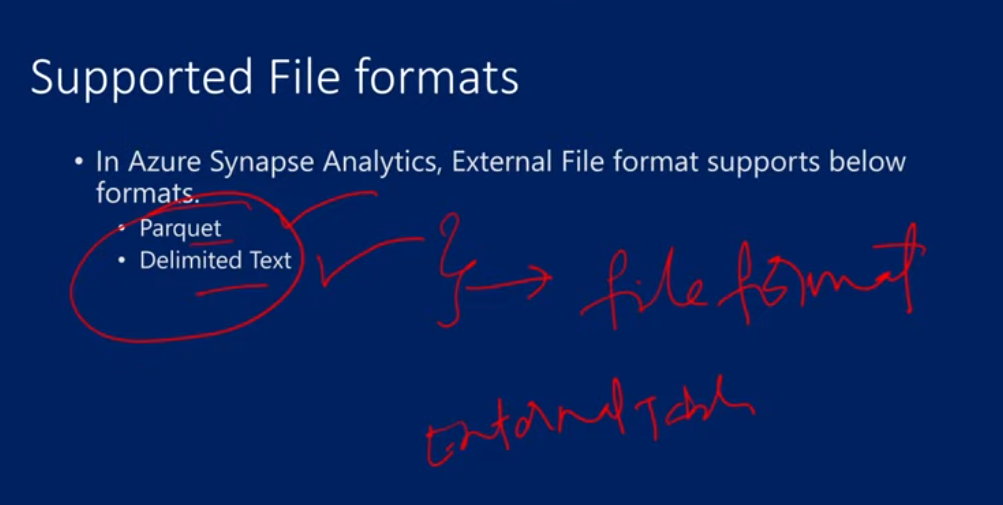 Supported File formats
• In Azure Synapse Analytics, External File format supports below
formats.
• Parquet
• Delimited Text
file format
External Table